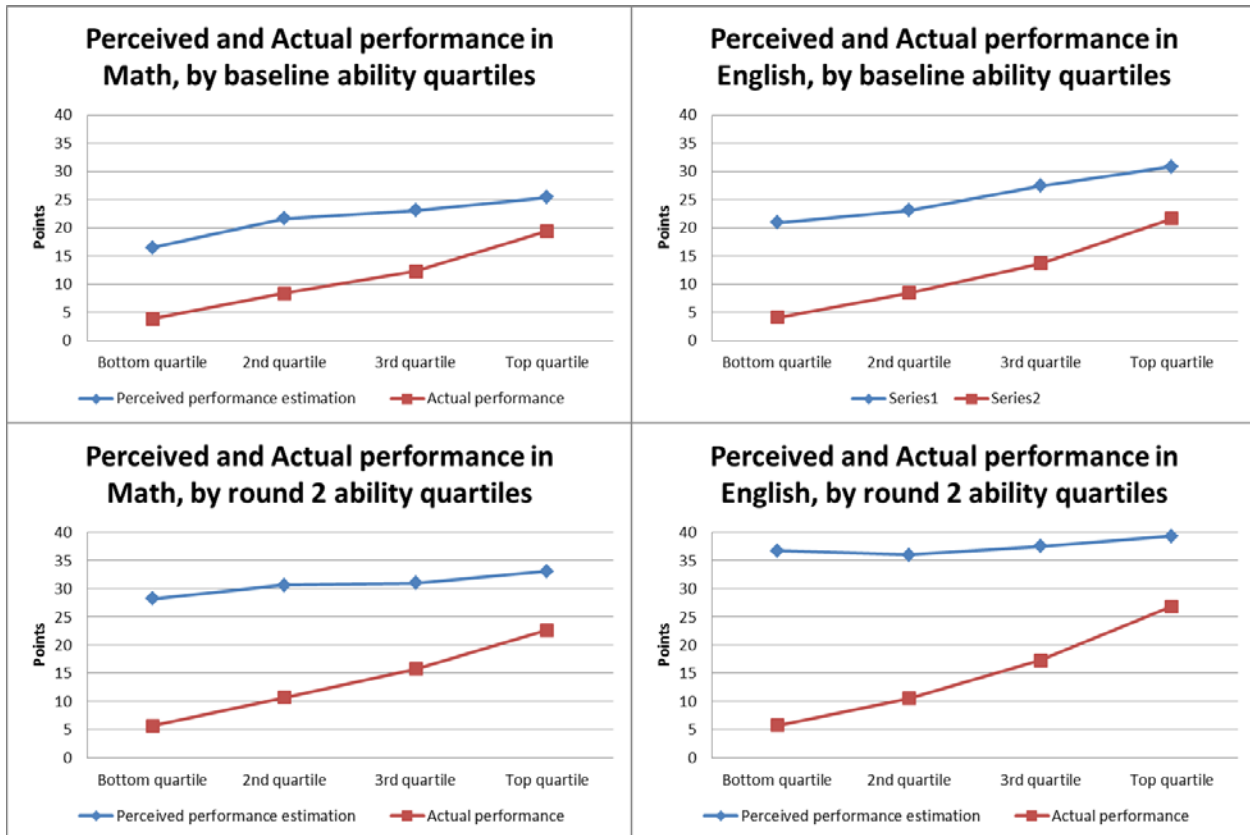 Perceived and Actual performance in
Math, by baseline ability quartiles
40
35
30
25
20
15
10
5
0
Points
Bottom quartile 2nd quartile 3rd quartile Top quartile
Perceived performance estimation Actual performance
Perceived and Actual performance in
English, by baseline ability quartiles
40
35
30
25
20
15
10
5
0
Points
Bottom quartile 2nd quartile 3rd quartile Top quartile
Series1 Series2
Perceived and Actual performance in
Math, by round 2 ability quartiles
40
35
30
25
20
15
10
5
0
Points
Bottom quartile 2nd quartile 3rd quartile Top quartile
Perceived performance estimation Actual performance
Perceived and Actual performance in
English, by round 2 ability quartiles
40
35
30
25
20
15
10
5
0
Points
Bottom quartile 2nd quartile 3rd quartile Top quartile
Perceived performance estimation Actual performance